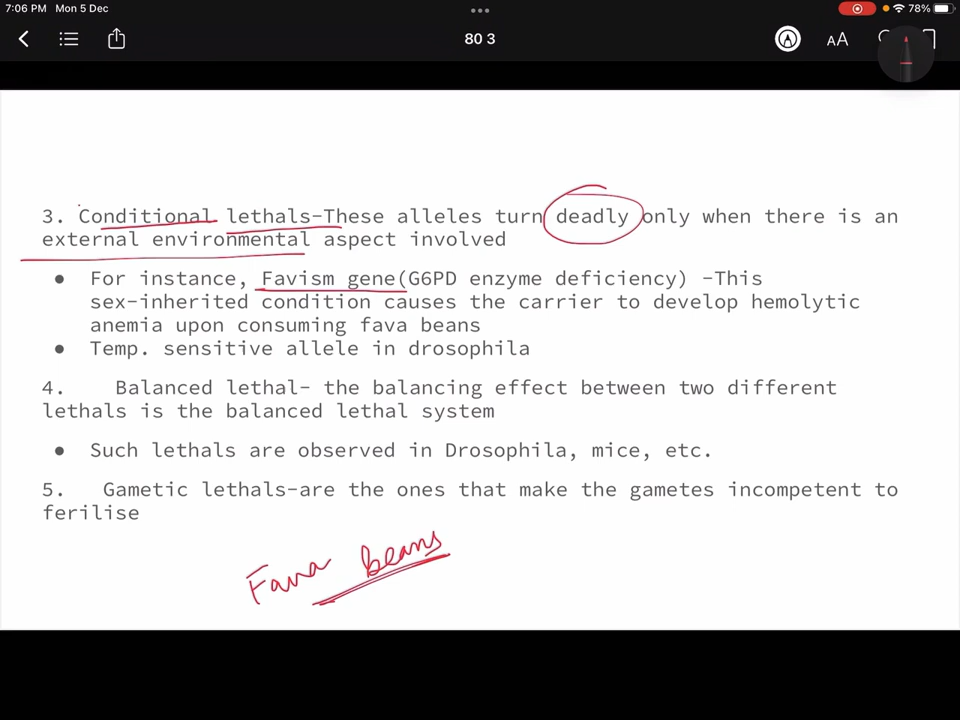 7:06 PM Mon 5 Dec
78%
80 3
AA
3. Conditional lethals-These alleles turn deadly only when there is an
external environmental aspect involved
● For instance, Favism gene(G6PD enzyme deficiency) -This
sex-inherited condition causes the carrier to develop hemolytic
anemia upon consuming fava beans
● Temp. sensitive allele in drosophila
4. Balanced lethal- the balancing effect between two different
lethals is the balanced lethal system
● Such lethals are observed in Drosophila, mice, etc.
5. Gametic lethals-are the ones that make the gametes incompetent to
ferilise
Fava beans